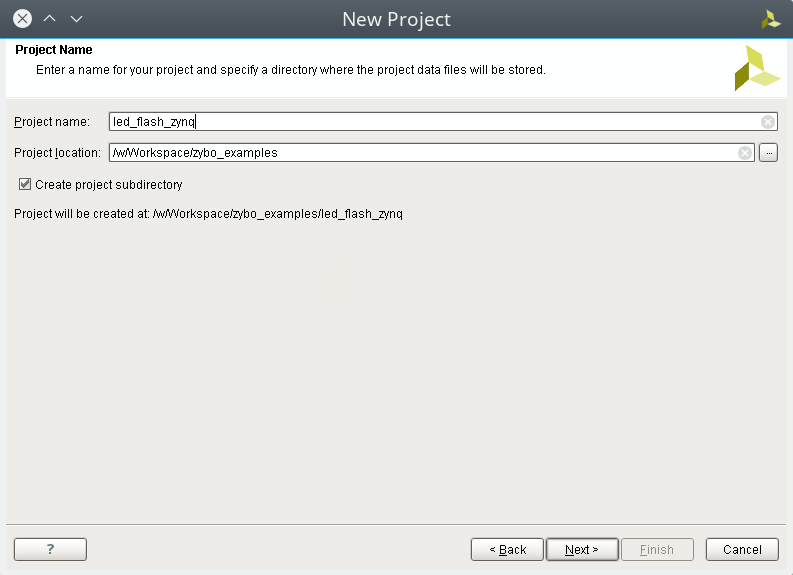 New Project
Project Name
Enter a name for your project and specify a directory where the project data files will be stored.
Project name: led_flash_zynq
Project location: /w/Workspace/zybo_examples ...
Create project subdirectory
Project will be created at: /w/Workspace/zybo_examples/led_flash_zynq
? < Back Next > Finish Cancel